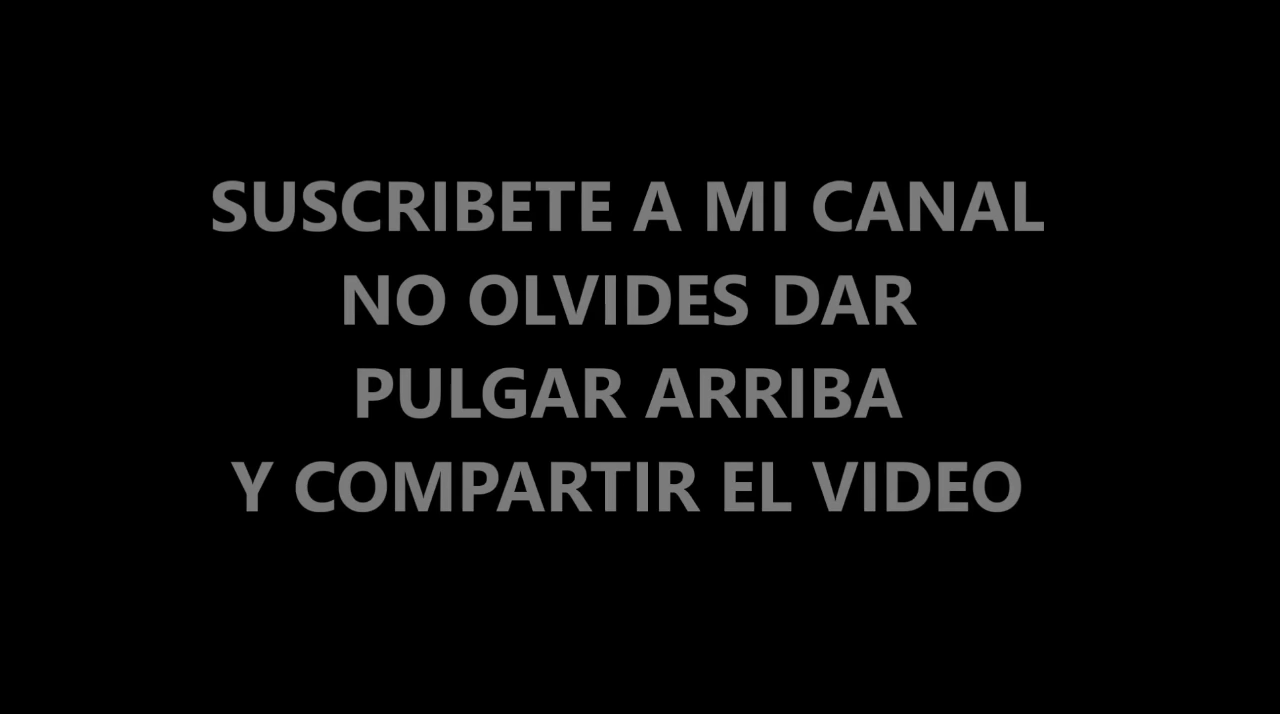 SUSCRIBETE A MI CANAL
NO OLVIDES DAR
PULGAR ARRIBA
Y COMPARTIR EL VIDEO